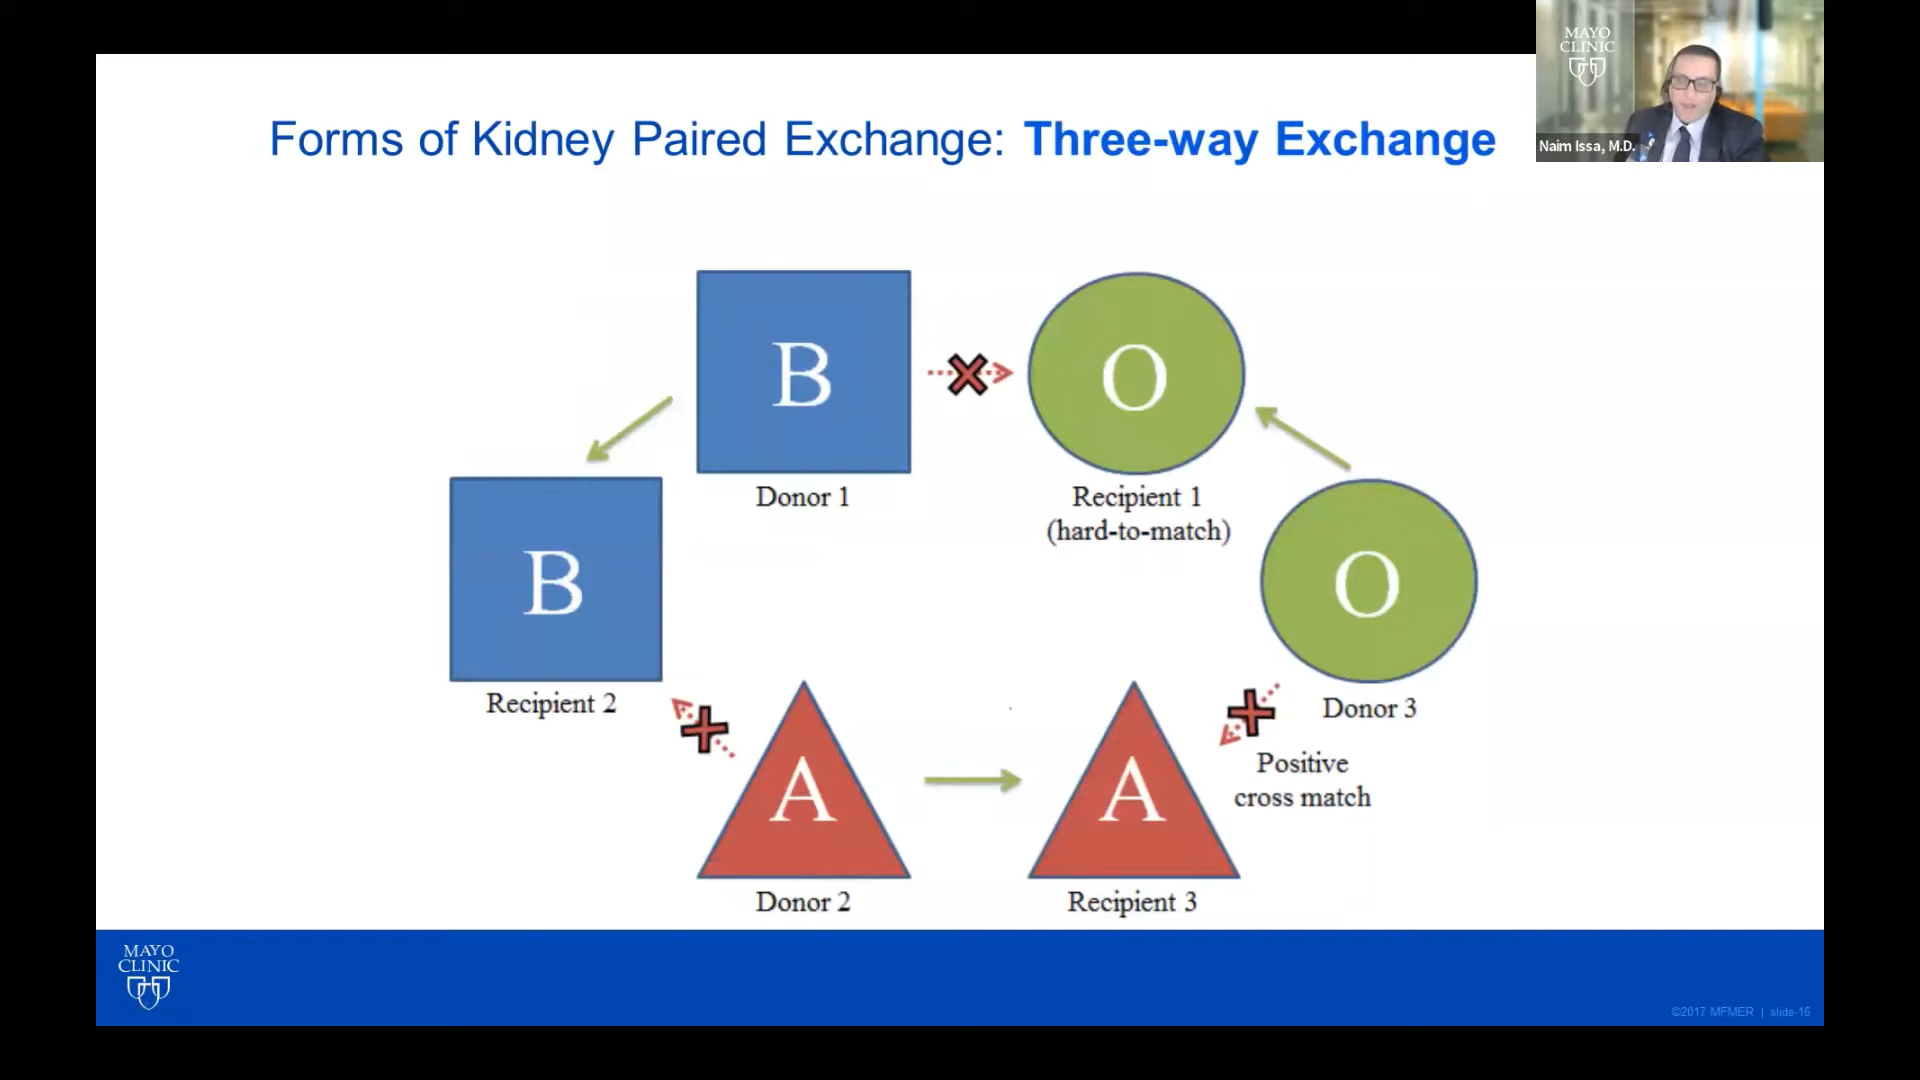 MAYO
CLINIC
Naim Issa, M.D.
Forms of Kidney Paired Exchange: Three-way Exchange
B
O
Donor 1
Recipient 1
(hard-to-match)
B
O
Recipient 2
Donor 3
A
A
Positive
cross match
Donor 2
Recipient 3
MAYO
CLINIC
©2017 MFMER | slide-16